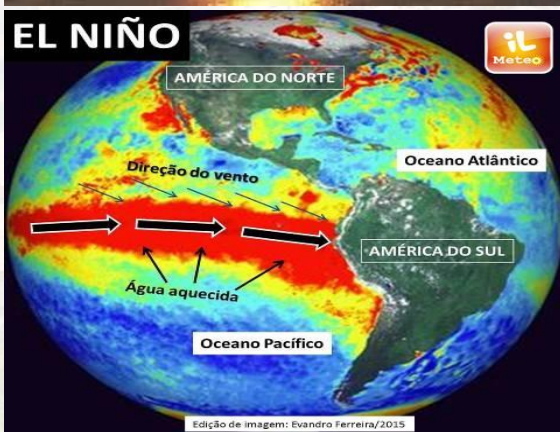 EL NIÑO
iL
Meteo
AMÉRICA DO NORTE
Oceano Atlântico
Direção do vento
AMÉRICA DO SUL
Água aquecida
Oceano Pacífico
Edição de imagem: Evandro Ferreira/2015